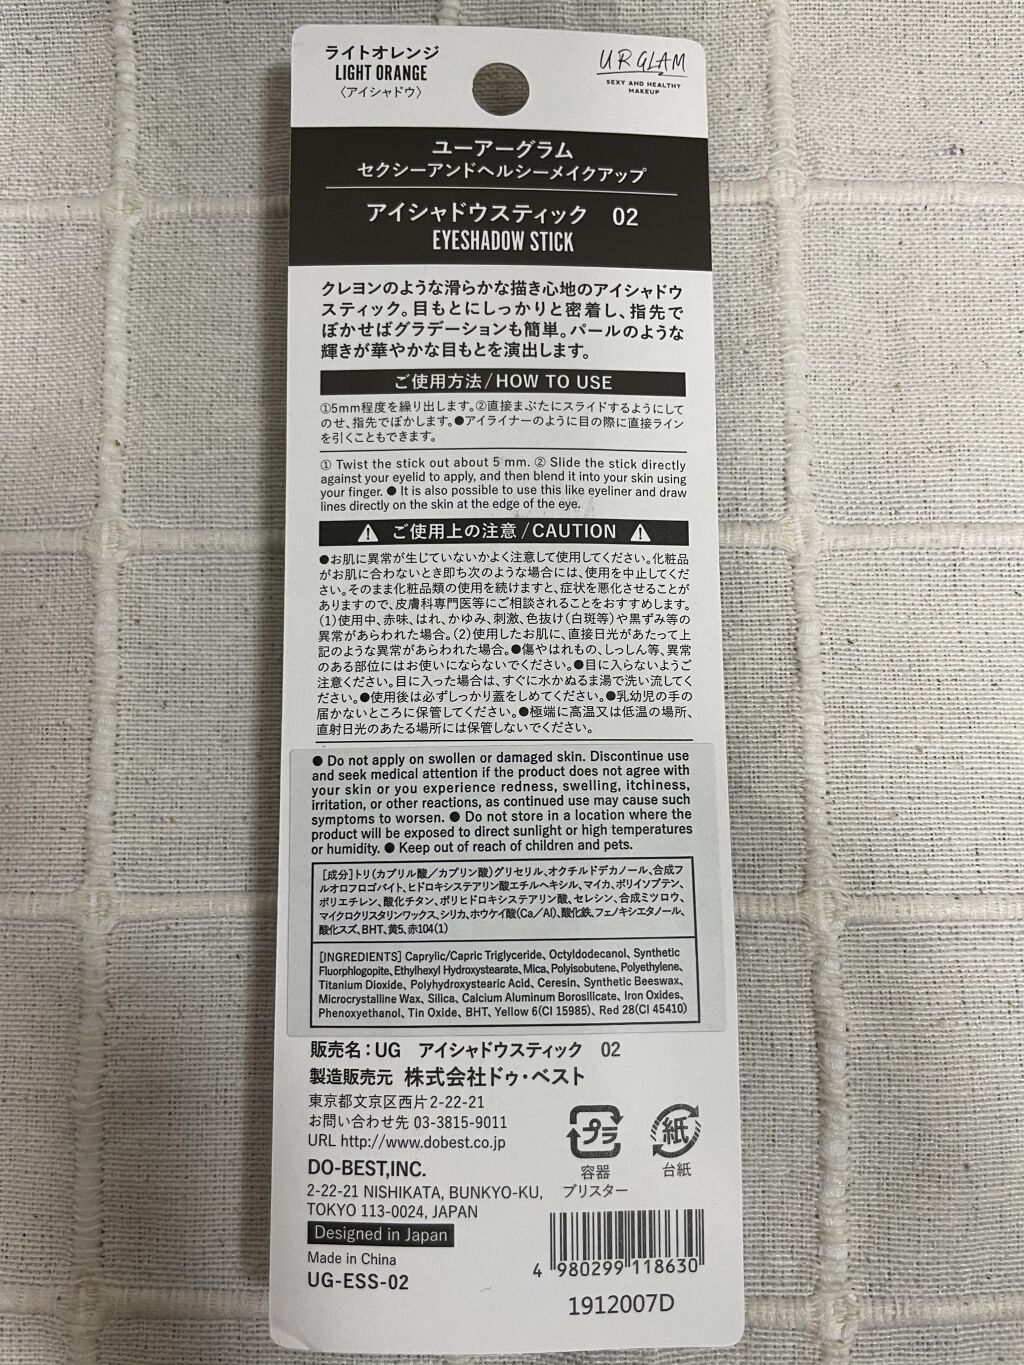 ライトオレンジ
LIGHT ORANGE
〈アイシャドウ〉
UR GLAM
SEXY AND HEALTHY
MAKEUP
ユーアーグラム
セクシーアンドヘルシーメイクアップ
アイシャドウスティック 02
EYESHADOW STICK
クレヨンのような滑らかな描き心地のアイシャドウ
スティック。目もとにしっかりと密着し、指先で
ぼかせばグラデーションも簡単。パールのような
輝きが華やかな目もとを演出します。
ご使用方法/HOW TO USE
①5mm程度を繰り出します。②直接まぶたにスライドするようにして
のせ、指先でぼかします。●アイライナーのように目の際に直接ライン
を引くこともできます。
① Twist the stick out about 5 mm. ② Slide the stick directly
against your eyelid to apply, and then blend it into your skin using
your finger. ● It is also possible to use this like eyeliner and draw
lines directly on the skin at the edge of the eye.
ご使用上の注意/CAUTION
●お肌に異常が生じていないかよく注意して使用してください。化粧品
がお肌に合わないとき即ち次のような場合には、使用を中止してくだ
さい。そのまま化粧品類の使用を続けますと、症状を悪化させることが
ありますので、皮膚科専門医等にご相談されることをおすすめします。
(1)使用中、赤味、はれ、かゆみ、刺激、色抜け(白斑等)や黒ずみ等の
異常があらわれた場合。(2)使用したお肌に、直接日光があたって上
記のような異常があらわれた場合。●傷やはれもの、しっしん等、異常
のある部位にはお使いにならないでください。●目に入らないようご
注意ください。目に入った場合は、すぐに水かぬるま湯で洗い流してく
ださい。●使用後は必ずしっかり蓋をしめてください。●乳幼児の手の
届かないところに保管してください。●極端に高温又は低温の場所、
直射日光のあたる場所には保管しないでください。
● Do not apply on swollen or damaged skin. Discontinue use
and seek medical attention if the product does not agree with
your skin or you experience redness, swelling, itchiness,
irritation, or other reactions, as continued use may cause such
symptoms to worsen. ● Do not store in a location where the
product will be exposed to direct sunlight or high temperatures
or humidity. ● Keep out of reach of children and pets.
[成分]トリ(カプリル酸/カプリン酸)グリセリル、オクチルドデカノール、合成フ
ルオロフロゴパイト、ヒドロキシステアリン酸エチルヘキシル、マイカ、ポリイソブテン、
ポリエチレン、酸化チタン、ポリヒドロキシステアリン酸、セレシン、合成ミツロウ、
マイクロクリスタリンワックス、シリカ、ホウケイ酸(Ca/Al)、酸化鉄、フェノキシエタノール、
酸化スズ、BHT、黄5、赤104(1)
[INGREDIENTS] Caprylic/Capric Triglyceride、Octyldodecanol、Synthetic
Fluorphlogopite、Ethylhexyl Hydroxystearate、Mica、Polyisobutene、Polyethylene、
Titanium Dioxide、Polyhydroxystearic Acid、Ceresin、Synthetic Beeswax、
Microcrystalline Wax、Silica、Calcium Aluminum Borosilicate、Iron Oxides、
Phenoxyethanol、Tin Oxide、BHT、Yellow 6(CI 15985)、Red 28(CI 45410)
販売名:UG アイシャドウスティック 02
製造販売元 株式会社ドゥ・ベスト
東京都文京区西片2-22-21
お問い合わせ先 03-3815-9011
URL http://www.dobest.co.jp
DO-BEST,INC.
2-22-21 NISHIKATA, BUNKYO-KU,
TOKYO 113-0024, JAPAN
Designed in Japan
Made in China
UG-ESS-02
プラ
容器
ブリスター
紙
台紙
4 980299 118630
1912007D